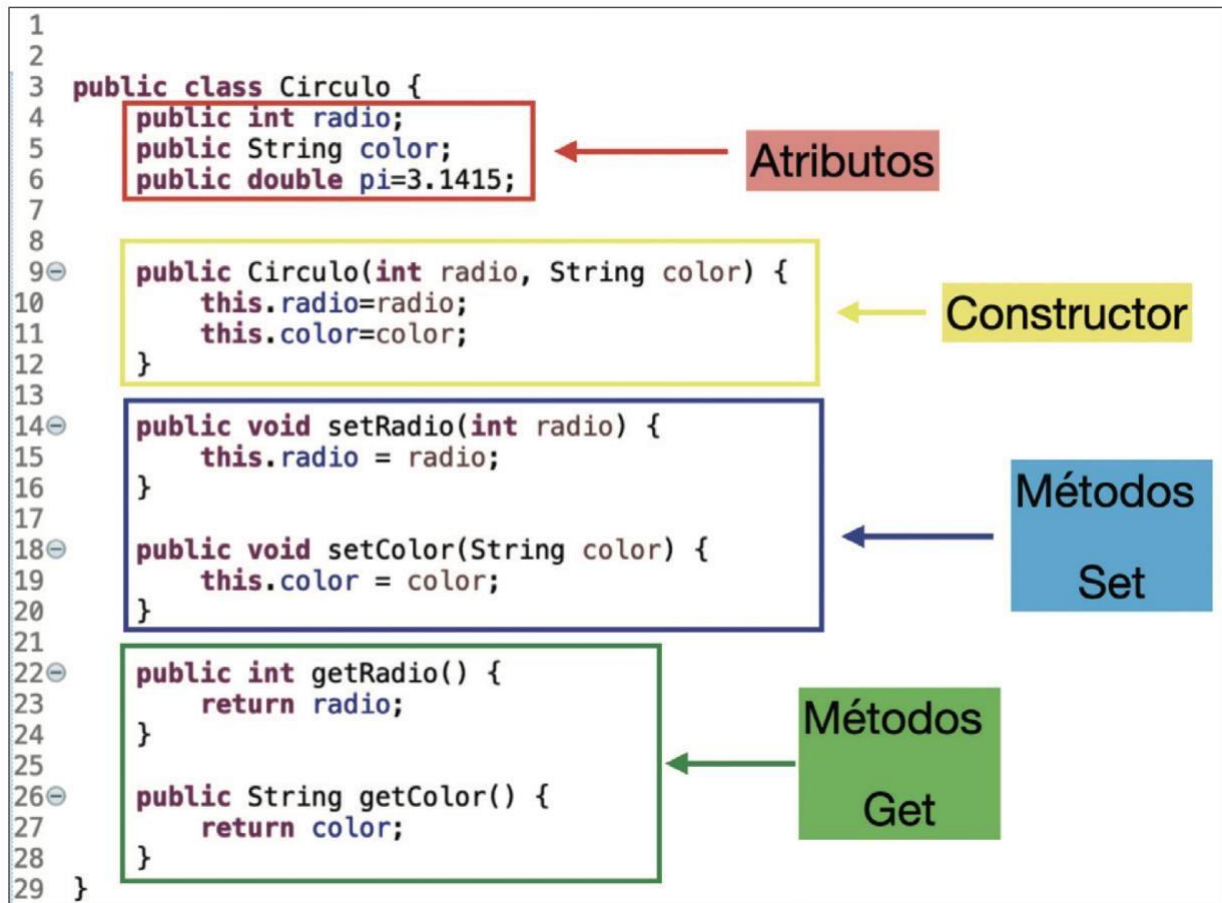 1
2
3 public class Circulo {
4 public int radio;
5 public String color;
6 public double pi=3.1415;
7
8
9 public Circulo(int radio, String color) {
10 this.radio=radio;
11 this.color=color;
12 }
13
14 public void setRadio(int radio) {
15 this.radio = radio;
16 }
17
18 public void setColor(String color) {
19 this.color = color;
20 }
21
22 public int getRadio() {
23 return radio;
24 }
25
26 public String getColor() {
27 return color;
28 }
29 }
Atributos
Constructor
Métodos
Set
Métodos
Get